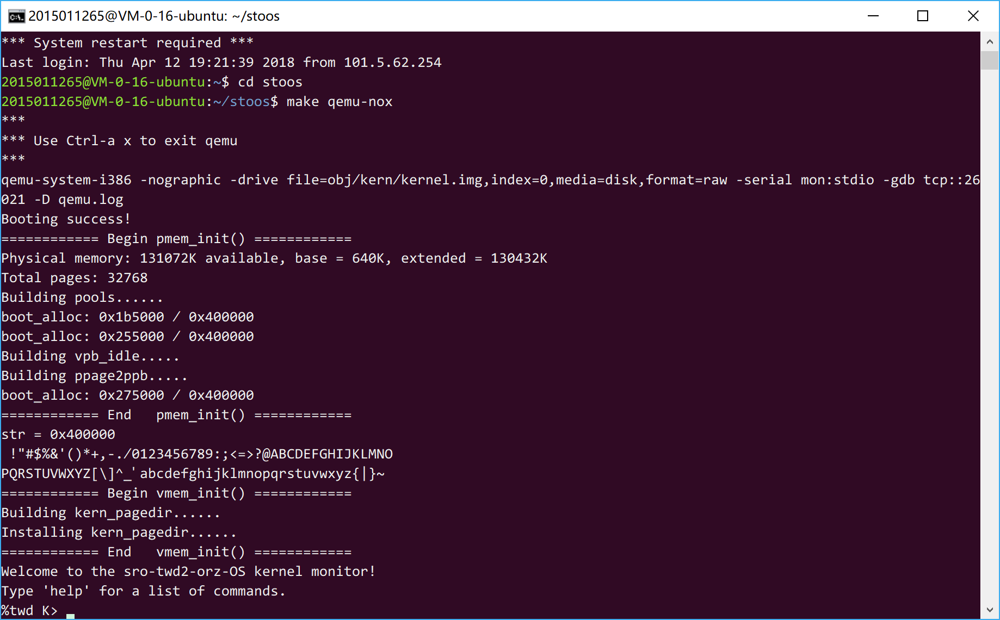 2015011265@VM-0-16-ubuntu: ~/stoos
*** System restart required ***
Last login: Thu Apr 12 19:21:39 2018 from 101.5.62.254
2015011265@VM-0-16-ubuntu:~$ cd stoos
2015011265@VM-0-16-ubuntu:~/stoos$ make qemu-nox
***
*** Use Ctrl-a x to exit qemu
***
qemu-system-i386 -nographic -drive file=obj/kern/kernel.img,index=0,media=disk,format=raw -serial mon:stdio -gdb tcp::26
021 -D qemu.log
Booting success!
============ Begin pmem_init() ============
Physical memory: 131072K available, base = 640K, extended = 130432K
Total pages: 32768
Building pools......
boot_alloc: 0x1b5000 / 0x400000
boot_alloc: 0x255000 / 0x400000
Building vpb_idle.....
Building ppage2ppb.....
boot_alloc: 0x275000 / 0x400000
============ End   pmem_init() ============
str = 0x400000
 !"#$%&'()*+,-./0123456789:;<=>?@ABCDEFGHIJKLMNO
PQRSTUVWXYZ[\]^_'abcdefghijklmnopqrstuvwxyz{|}~
============ Begin vmem_init() ============
Building kern_pagedir......
Installing kern_pagedir......
============ End   vmem_init() ============
Welcome to the sro-twd2-orz-OS kernel monitor!
Type 'help' for a list of commands.
%twd K>